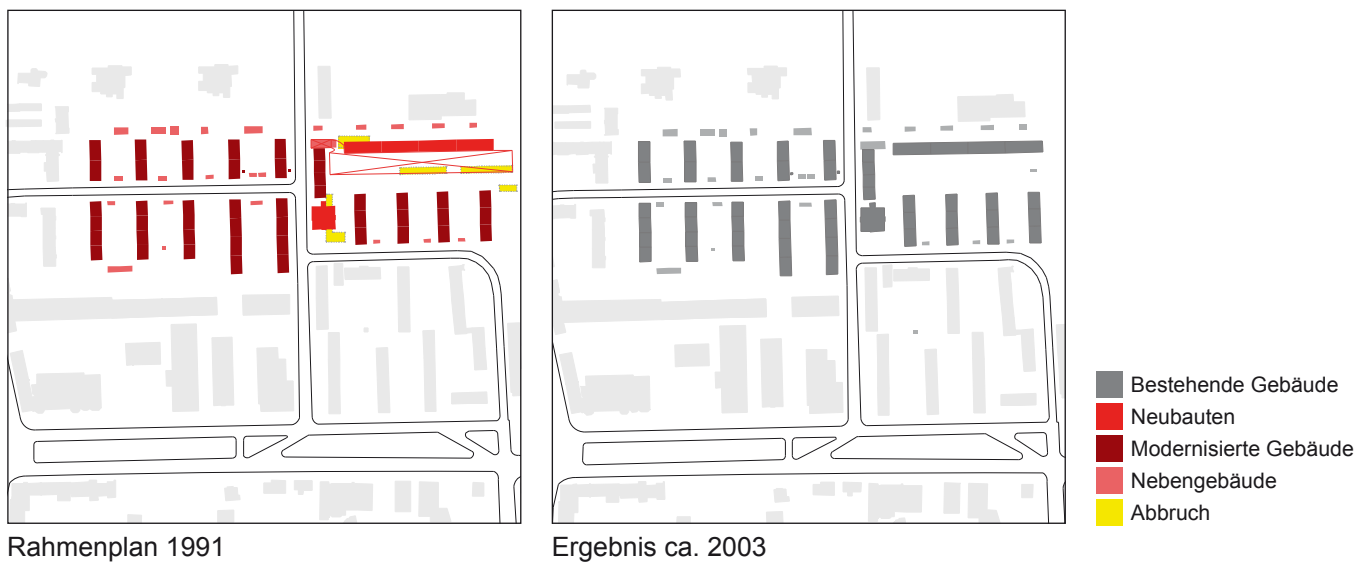 Bestehende Gebäude
Neubauten
Modernisierte Gebäude
Nebengebäude
Abbruch
Rahmenplan 1991
Ergebnis ca. 2003